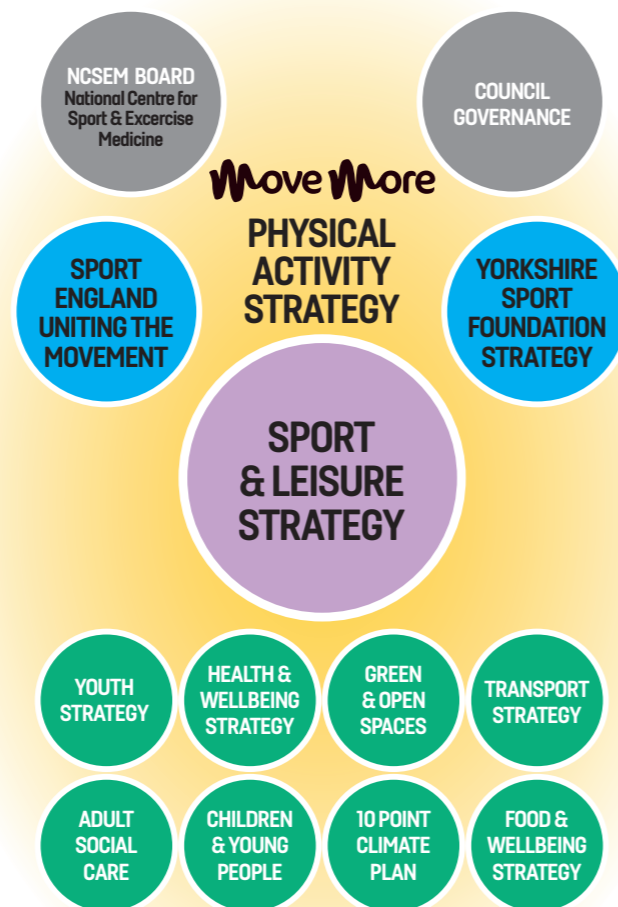 NCSEM BOARD
National Centre for
Sport & Excercise
Medicine
COUNCIL
GOVERNANCE
Move More
PHYSICAL
ACTIVITY
STRATEGY
SPORT
ENGLAND
UNITING THE
MOVEMENT
YORKSHIRE
SPORT
FOUNDATION
STRATEGY
SPORT
& LEISURE
STRATEGY
YOUTH
STRATEGY
HEALTH &
WELLBEING
STRATEGY
GREEN
& OPEN
SPACES
TRANSPORT
STRATEGY
ADULT
SOCIAL
CARE
CHILDREN
& YOUNG
PEOPLE
10 POINT
CLIMATE
PLAN
FOOD &
WELLBEING
STRATEGY